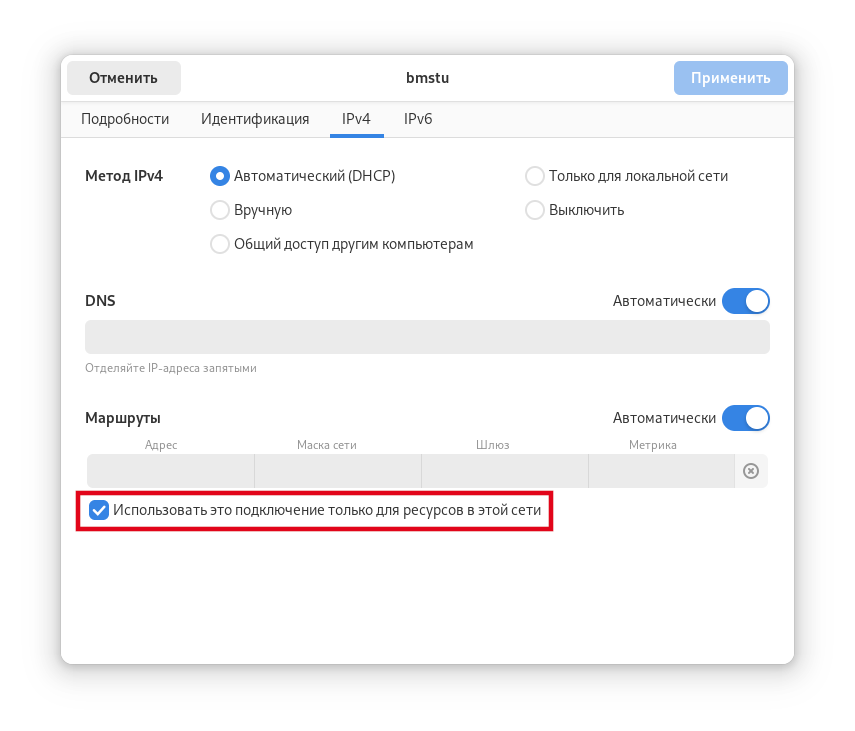 Отменить
bmstu
Применить
Подробности
Идентификация
IPv4
IPv6
Метод IPv4
Автоматический (DHCP)
Только для локальной сети
Вручную
Выключить
Общий доступ другим компьютерам
DNS
Автоматически
Отделяйте IP-адреса запятыми
Маршруты
Автоматически
Адрес
Маска сети
Шлюз
Метрика
Использовать это подключение только для ресурсов в этой сети